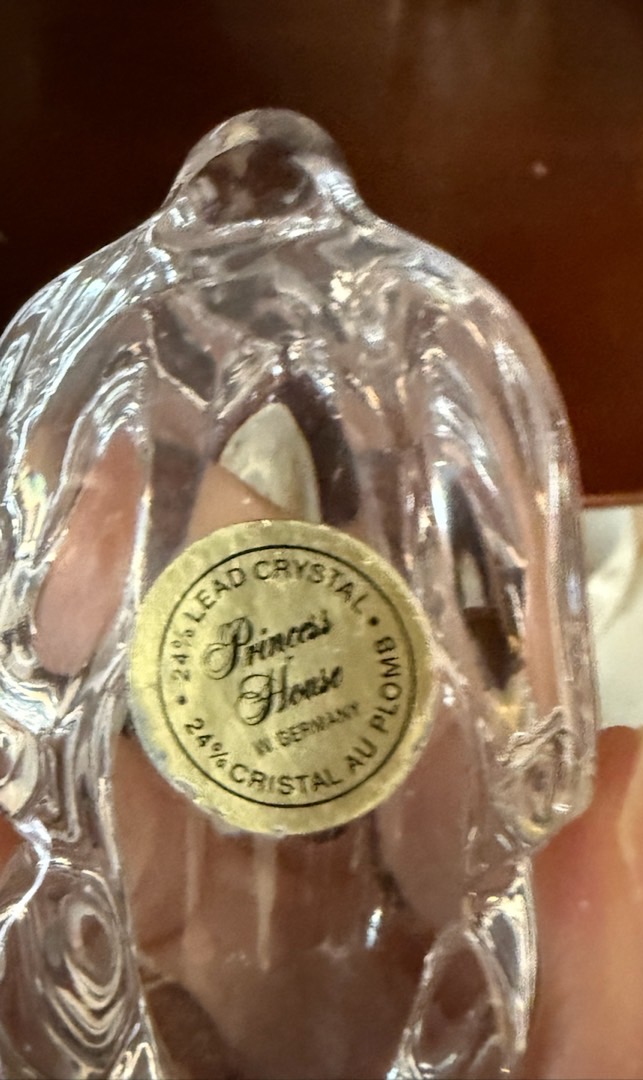 • 24% LEAD CRYSTAL •
Princess
House
W. GERMANY
24% CRISTAL AU PLOMB